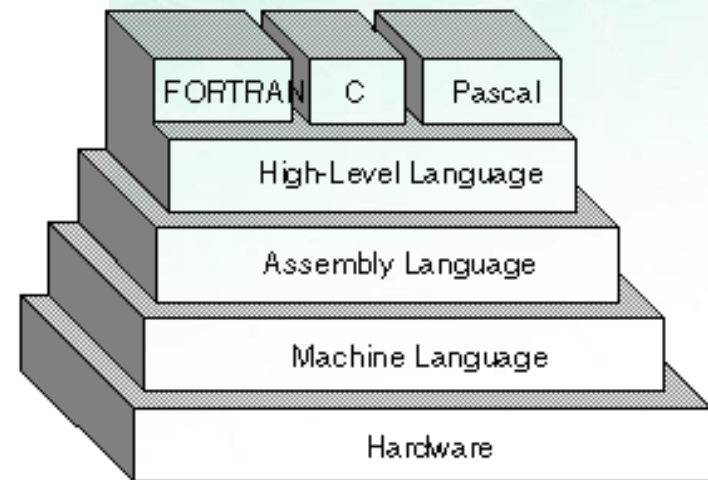 FORTRAN C Pascal
High-Level Language
Assembly Language
Machine Language
Hardware